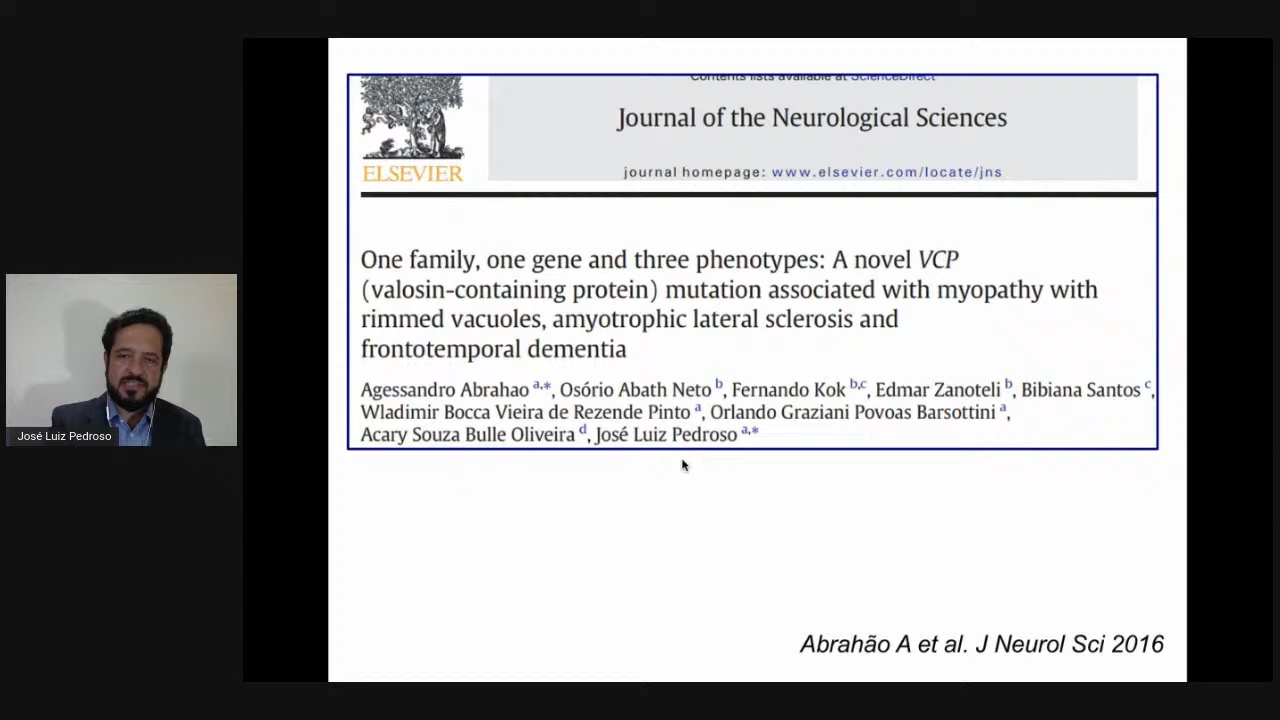 Contents lists available at ScienceDirect
Journal of the Neurological Sciences
ELSEVIER
journal homepage: www.elsevier.com/locate/jns
One family, one gene and three phenotypes: A novel VCP
(valosin-containing protein) mutation associated with myopathy with
rimmed vacuoles, amyotrophic lateral sclerosis and
frontotemporal dementia
Agessandro Abrahao a,*, Osório Abath Neto b, Fernando Kok b,c, Edmar Zanoteli b, Bibiana Santos c,
Wladimir Bocca Vieira de Rezende Pinto a, Orlando Graziani Povoas Barsottini a,
Acary Souza Bulle Oliveira d, José Luiz Pedroso a,*
José Luiz Pedroso
Abrahão A et al. J Neurol Sci 2016